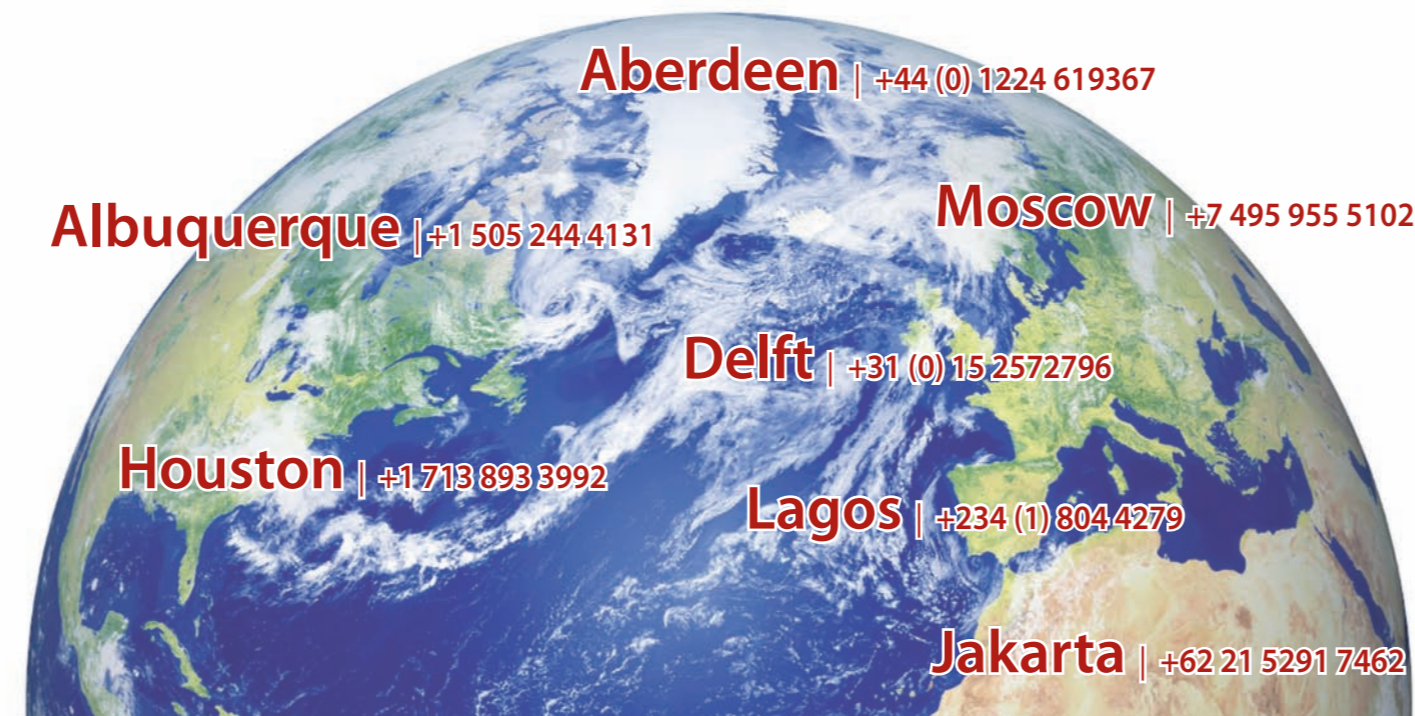 Aberdeen | +44 (0) 1224 619367
Albuquerque | +1 505 244 4131
Moscow | +7 495 955 5102
Delft | +31 (0) 15 2572796
Houston | +1 713 893 3992
Lagos | +234 (1) 804 4279
Jakarta | +62 21 5291 7462